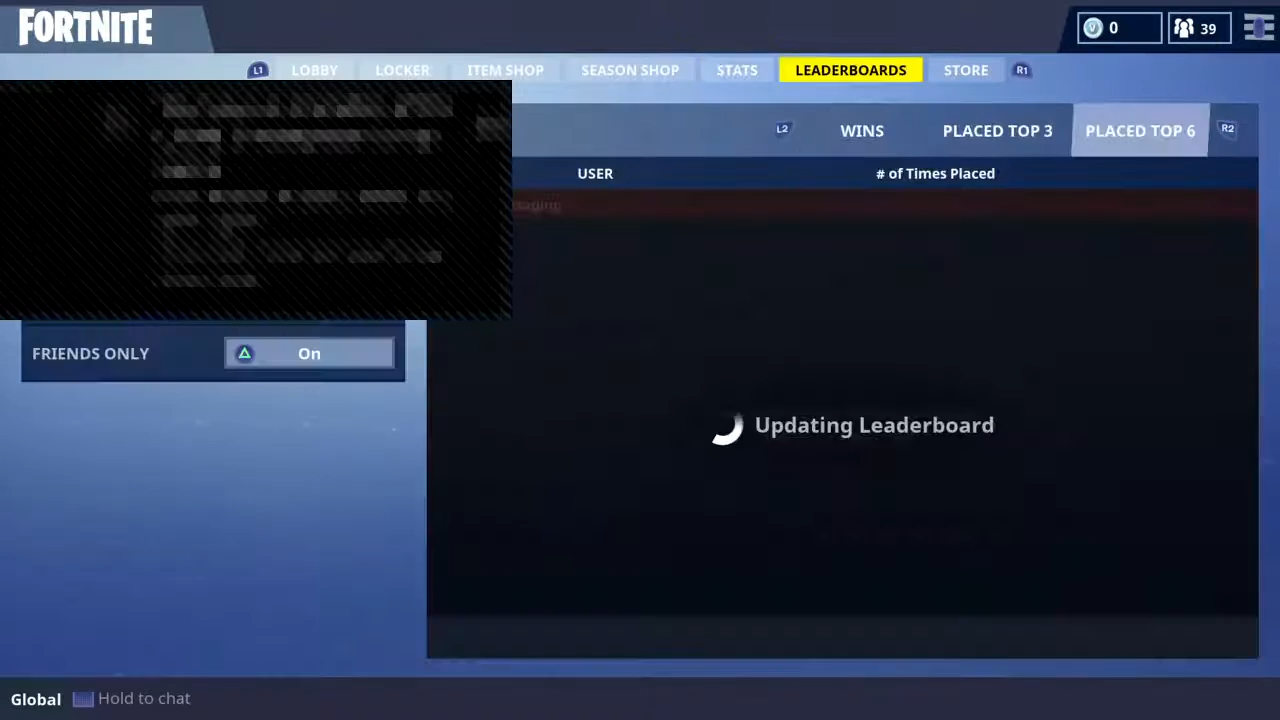 FORTNITE
0
39
L1 LOBBY LOCKER ITEM SHOP SEASON SHOP STATS LEADERBOARDS STORE R1
L2 WINS PLACED TOP 3 PLACED TOP 6 R2
USER # of Times Placed
FRIENDS ONLY On
Updating Leaderboard
Global Hold to chat